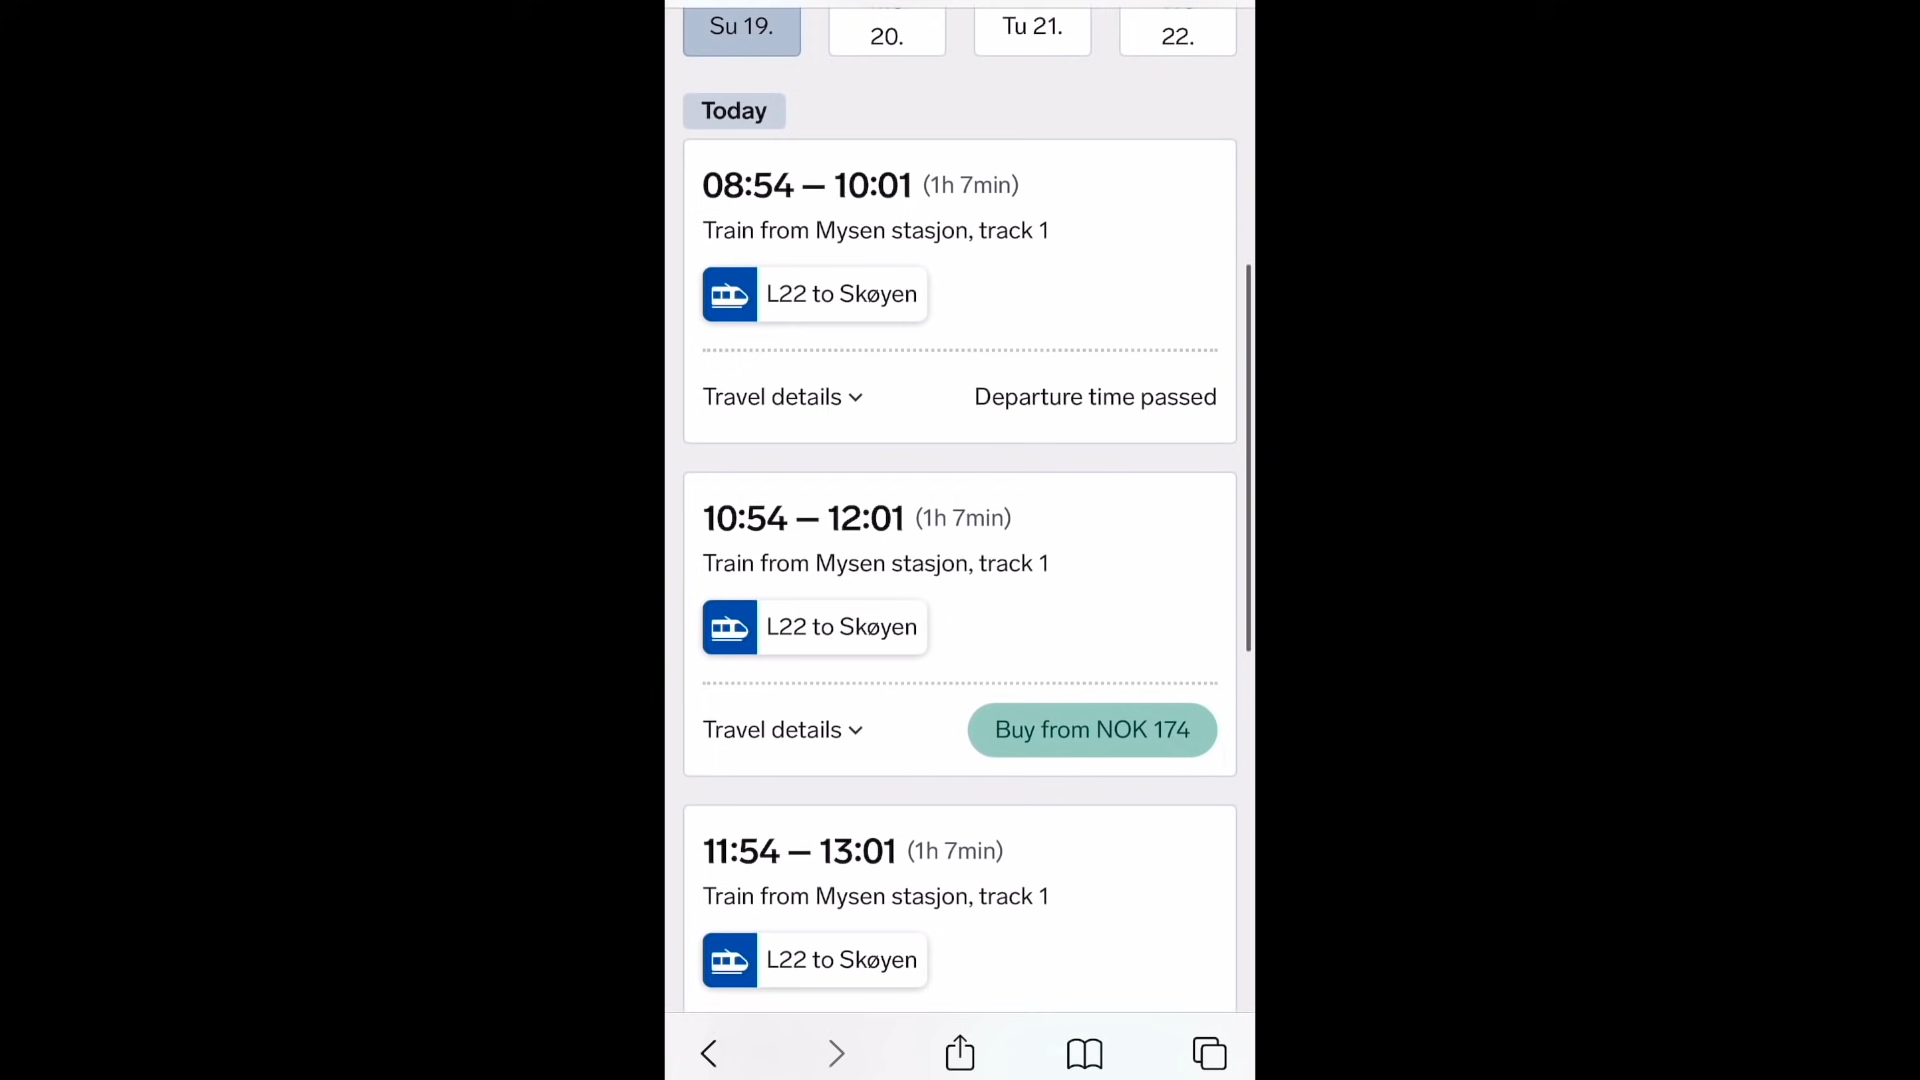 Su 19.
20.
Tu 21.
22.
Today
08:54 – 10:01 (1h 7min)
Train from Mysen stasjon, track 1
L22 to Skøyen
Travel details
Departure time passed
10:54 – 12:01 (1h 7min)
Train from Mysen stasjon, track 1
L22 to Skøyen
Travel details
Buy from NOK 174
11:54 – 13:01 (1h 7min)
Train from Mysen stasjon, track 1
L22 to Skøyen